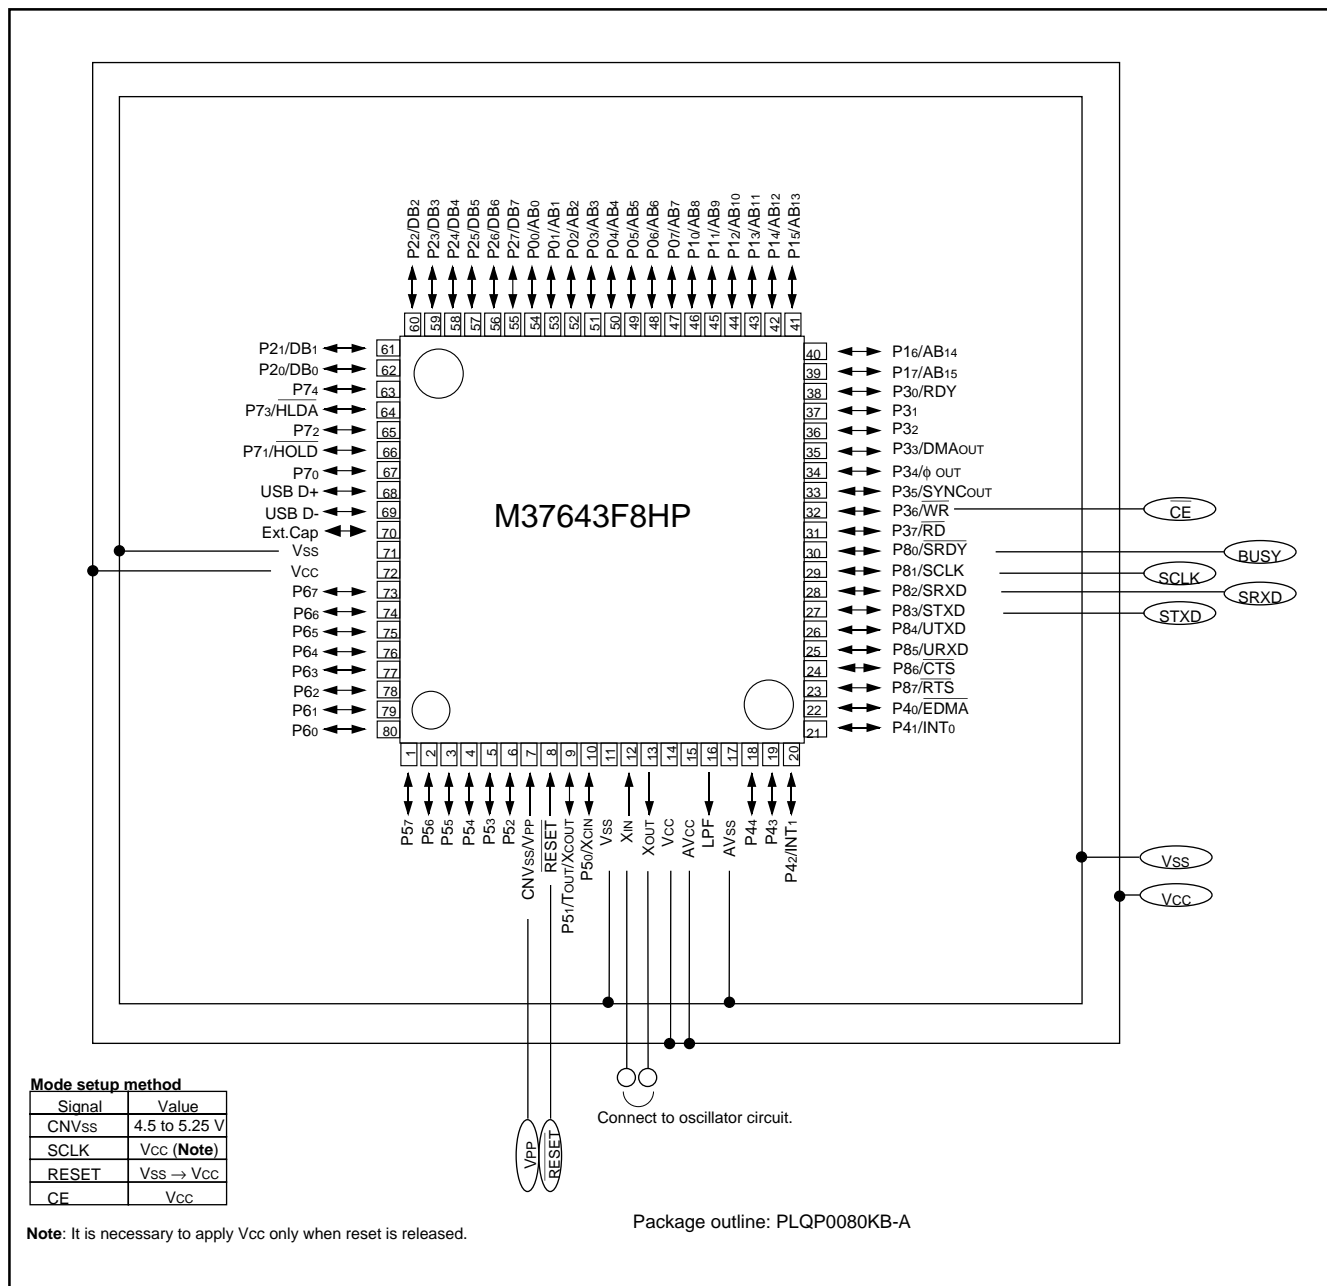 P22/DB2
P23/DB3
P24/DB4
P25/DB5
P26/DB6
P27/DB7
P00/AB0
P01/AB1
P02/AB2
P03/AB3
P04/AB4
P05/AB5
P06/AB6
P07/AB7
P10/AB8
P11/AB9
P12/AB10
P13/AB11
P14/AB12
P15/AB13
60
59
58
57
56
55
54
53
52
51
50
49
48
47
46
45
44
43
42
41
P21/DB1 61
P20/DB0 62
P74 63
P73/HLDA 64
P72 65
P71/HOLD 66
P70 67
USB D+ 68
USB D- 69
Ext.Cap 70
Vss 71
Vcc 72
P67 73
P66 74
P65 75
P64 76
P63 77
P62 78
P61 79
P60 80
M37643F8HP
40 P16/AB14
39 P17/AB15
38 P30/RDY
37 P31
36 P32
35 P33/DMAOUT
34 P34/ϕ OUT
33 P35/SYNCOUT
32 P36/WR
31 P37/RD
30 P80/SRDY
29 P81/SCLK
28 P82/SRXD
27 P83/STXD
26 P84/UTXD
25 P85/URXD
24 P86/CTS
23 P87/RTS
22 P40/EDMA
21 P41/INT0
CE
BUSY
SCLK
SRXD
STXD
Vss
Vcc
1
2
3
4
5
6
7
8
9
10
11
12
13
14
15
16
17
18
19
20
P57
P56
P55
P54
P53
P52
CNVss/VPP
RESET
P51/TOUT/XCOUT
P50/XCIN
Vss
XIN
XOUT
Vcc
AVcc
LPF
AVss
P44
P43
P42/INT1
Connect to oscillator circuit.
VPP
RESET
Mode setup method
Signal Value
CNVss 4.5 to 5.25 V
SCLK Vcc (Note)
RESET Vss → Vcc
CE Vcc
Note: It is necessary to apply Vcc only when reset is released.
Package outline: PLQP0080KB-A